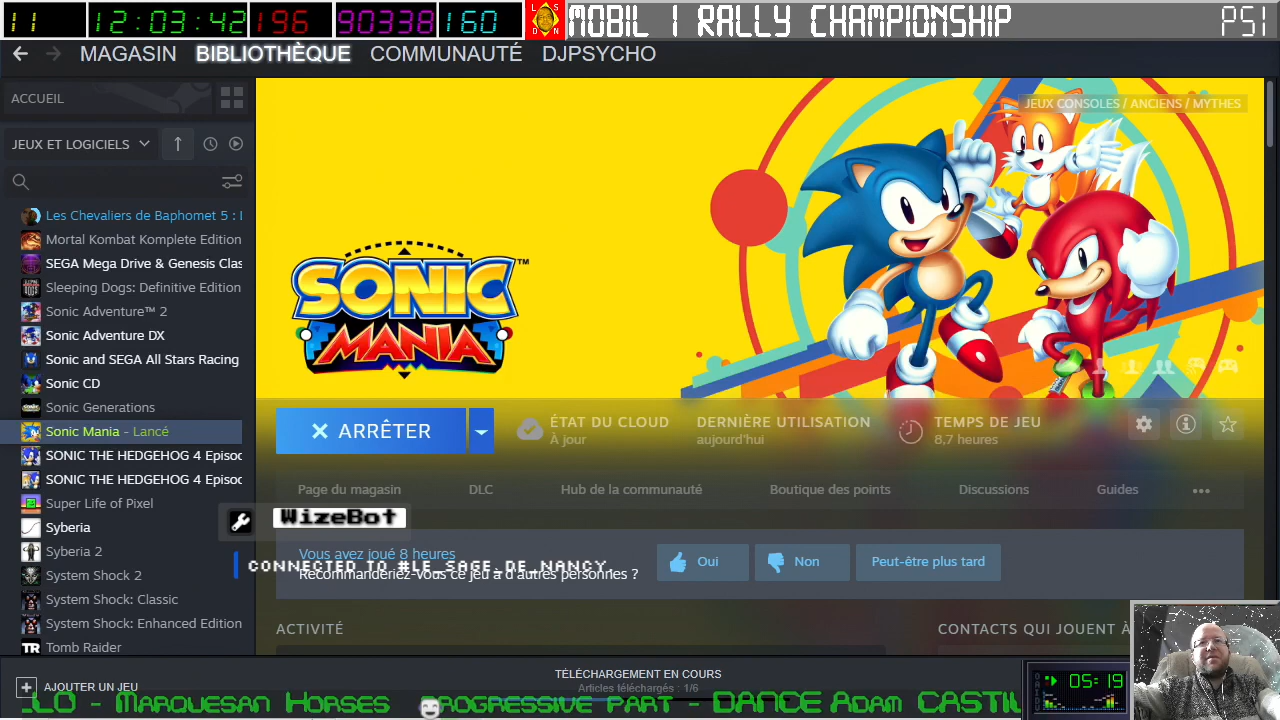 11 12:03:42 196 90338 160 LS DN MOBIL 1 RALLY CHAMPIONSHIP PS1
MAGASIN BIBLIOTHÈQUE COMMUNAUTÉ DJPSYCHO
ACCUEIL
JEUX CONSOLES / ANCIENS / MYTHES
JEUX ET LOGICIELS
Les Chevaliers de Baphomet 5 :
Mortal Kombat Komplete Edition
SEGA Mega Drive & Genesis Clas
Sleeping Dogs: Definitive Edition
Sonic Adventure™ 2
Sonic Adventure DX
Sonic and SEGA All Stars Racing
Sonic CD
Sonic Generations
Sonic Mania - Lancé
SONIC THE HEDGEHOG 4 Episod
SONIC THE HEDGEHOG 4 Episod
Super Life of Pixel
Syberia
Syberia 2
System Shock 2
System Shock: Classic
System Shock: Enhanced Edition
Tomb Raider
SONIC™
MANIA
ARRÊTER
ÉTAT DU CLOUD
À jour
DERNIÈRE UTILISATION
aujourd'hui
TEMPS DE JEU
8,7 heures
Page du magasin DLC Hub de la communauté Boutique des points Discussions Guides
WizeBot
CONNECTED TO #LE_SAGE_DE_NANCY
Vous avez joué 8 heures
Recommanderiez-vous ce jeu à d'autres personnes ?
Oui Non Peut-être plus tard
ACTIVITÉ
CONTACTS QUI JOUENT À
AJOUTER UN JEU
TÉLÉCHARGEMENT EN COURS
Articles téléchargés : 1/6
05:19
LO - Marquesan Horses progressive part - DANCE Adam CASTIL